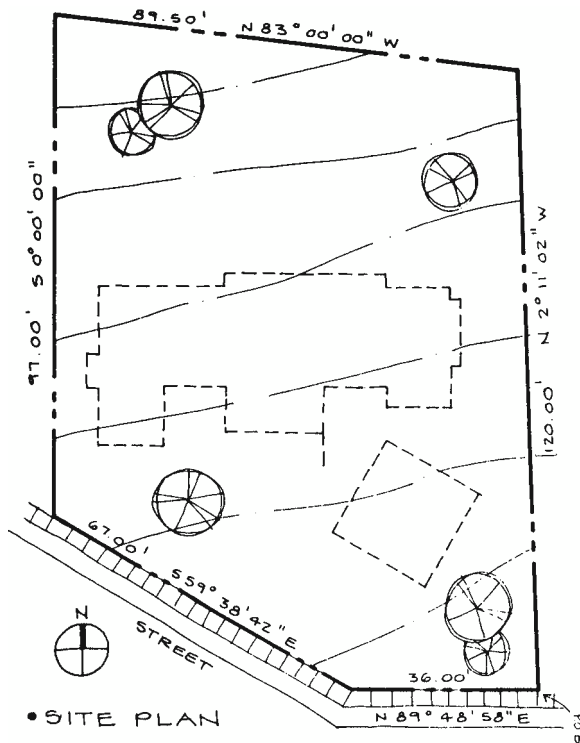 89.50' N 83° 00' 00" W
97.00' S 0° 00' 00"
N 2° 11' 02" W
120.00'
67.00'
S 59° 38' 42" E
STREET
N
36.00'
N 89° 48' 58" E
• SITE PLAN